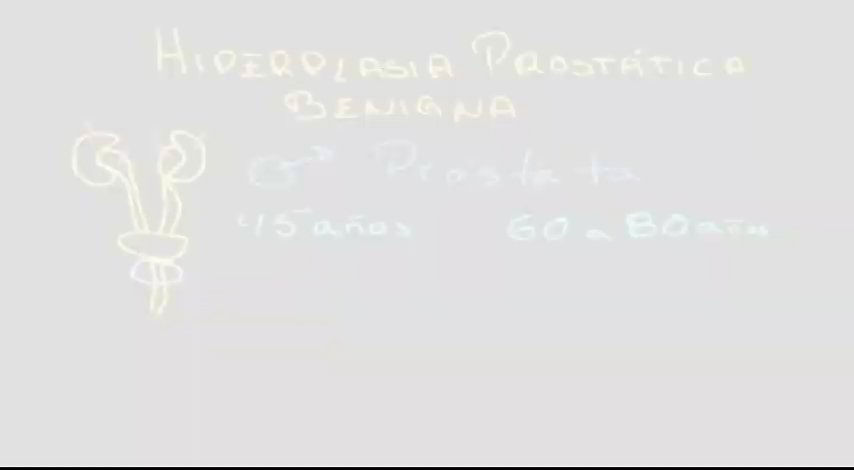 HIPERPLASIA PROSTÁTICA
BENIGNA
Próstata
45 años 60 a 80 años